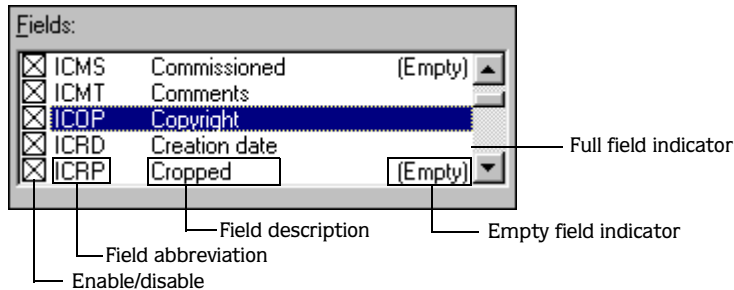 Fields:
ICMS Commissioned (Empty)
ICMT Comments
ICOP Copyright
ICRD Creation date
ICRP Cropped (Empty)
Full field indicator
Field description
Empty field indicator
Field abbreviation
Enable/disable